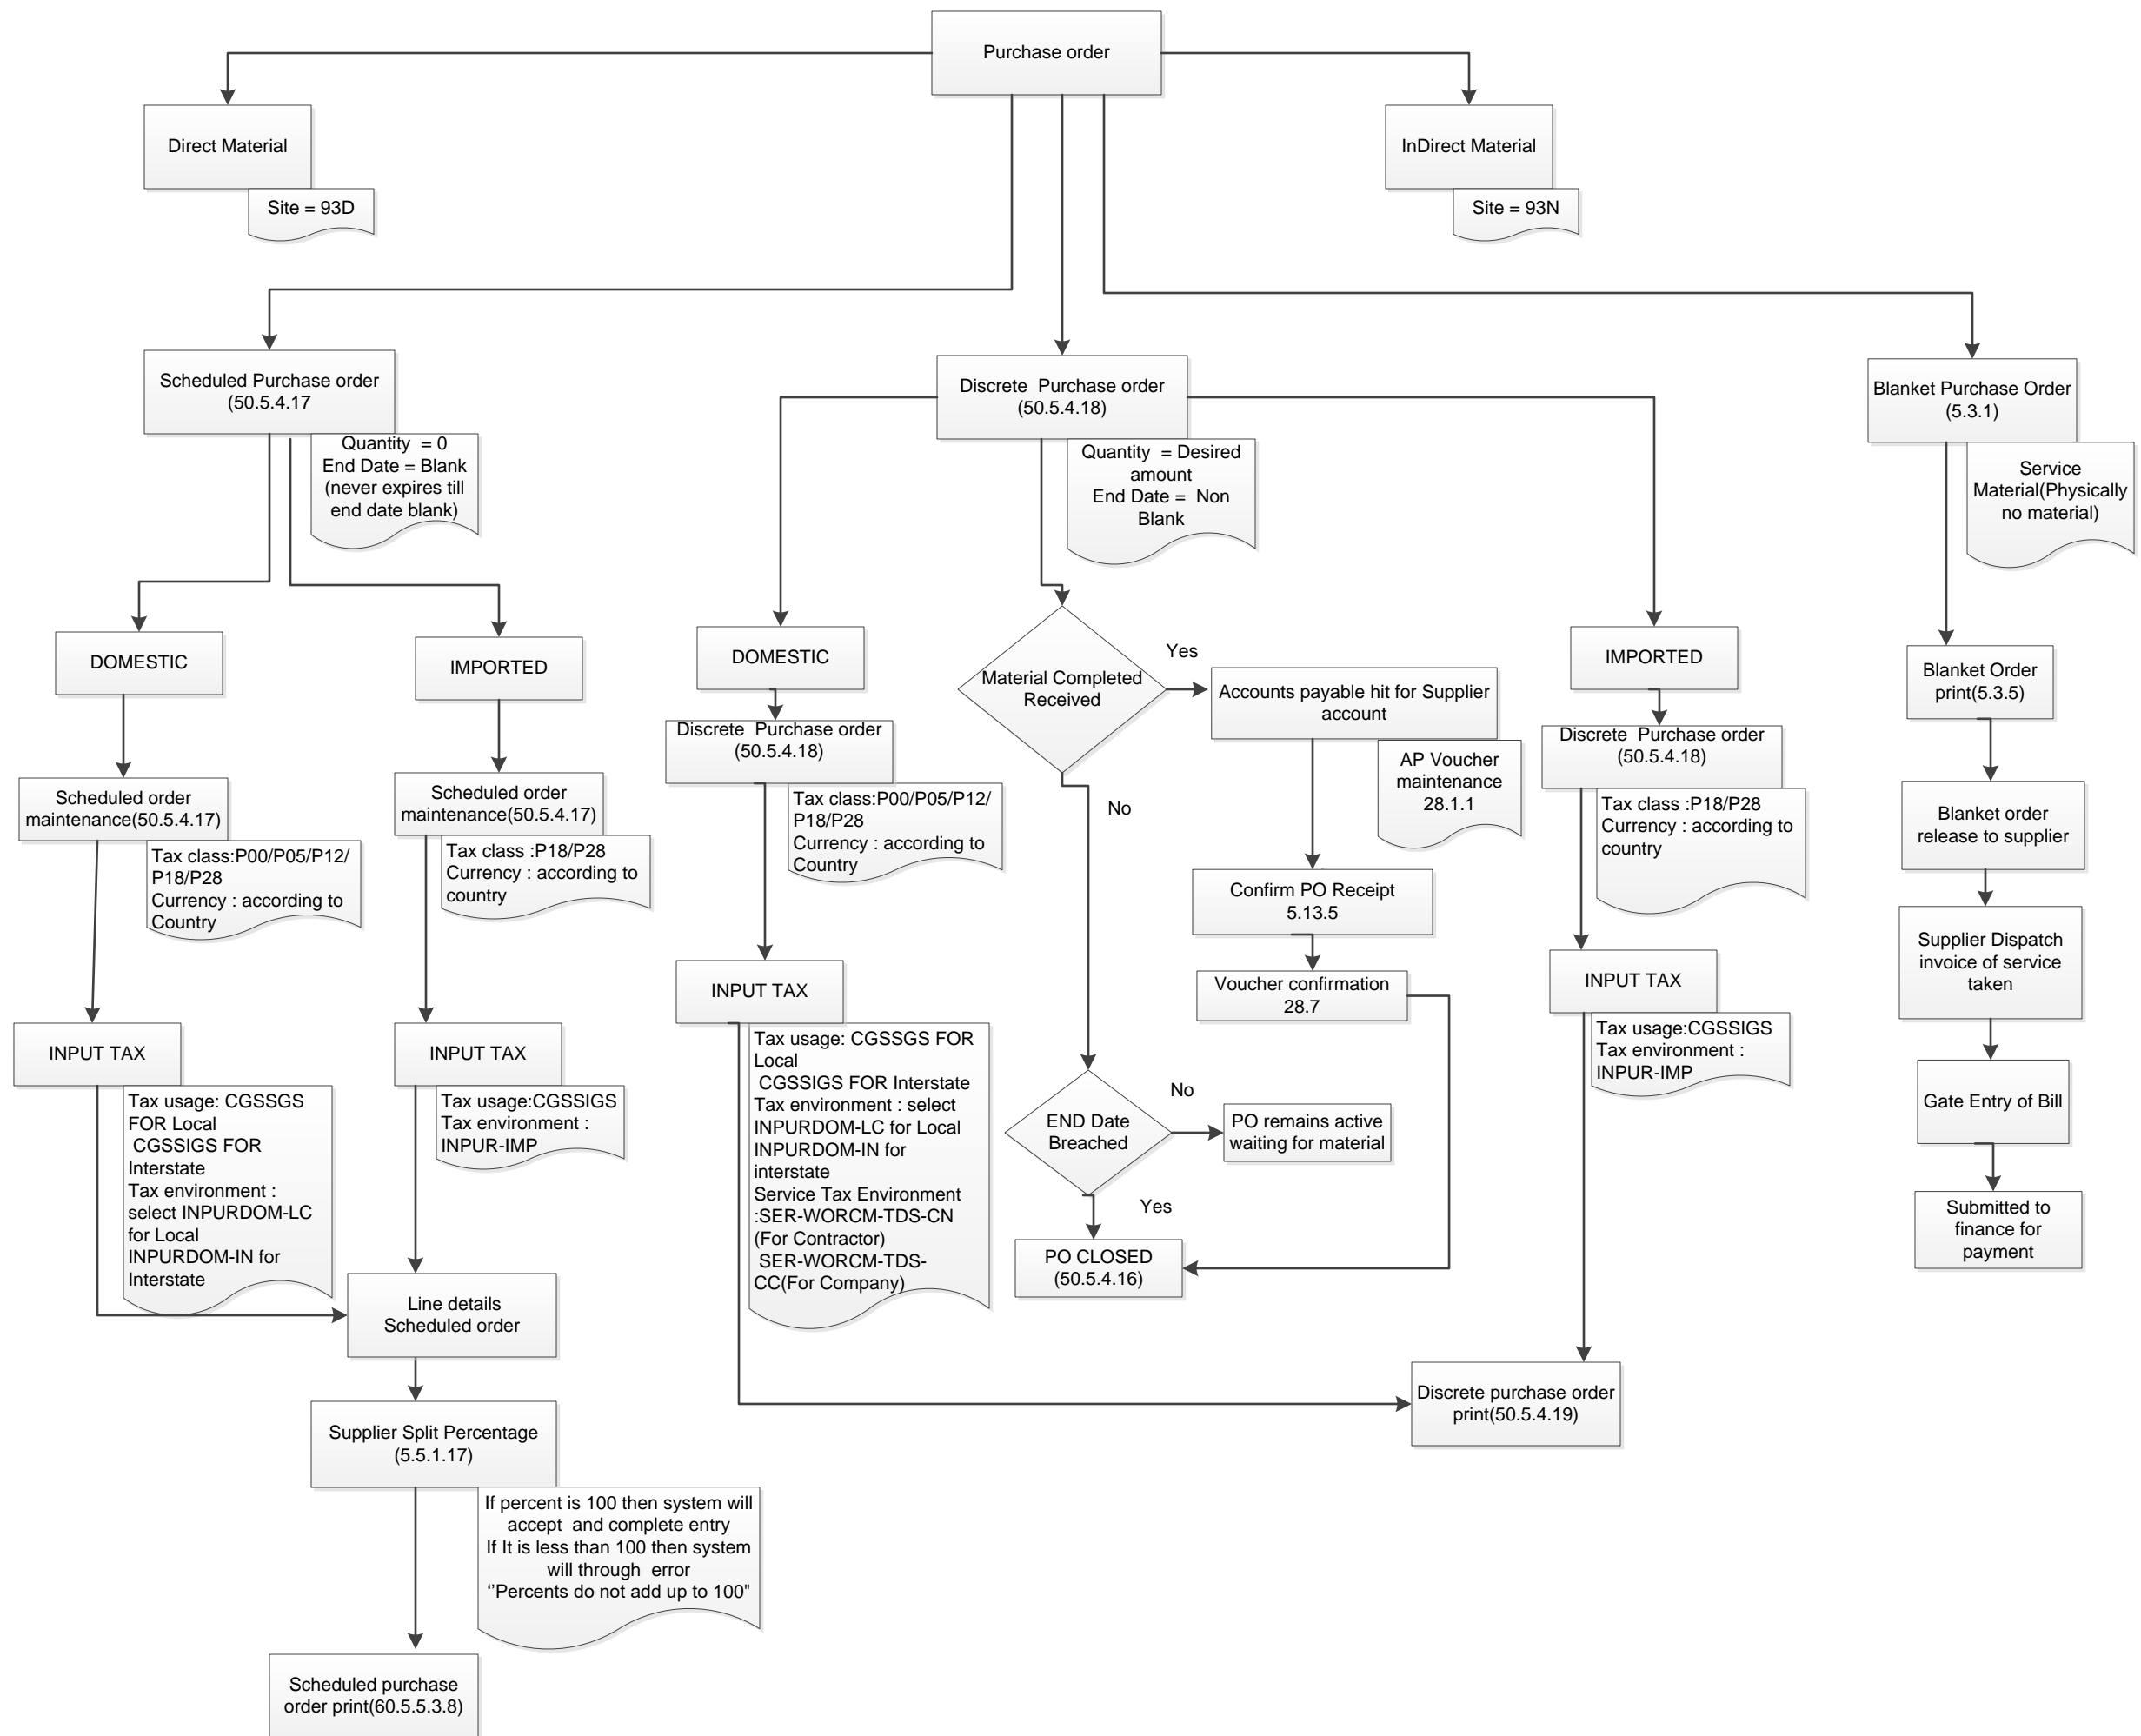 Purchase order
Direct Material
Site = 93D
InDirect Material
Site = 93N
Scheduled Purchase order
(50.5.4.17
Quantity = 0
End Date = Blank
(never expires till
end date blank)
Discrete Purchase order
(50.5.4.18)
Quantity = Desired
amount
End Date = Non
Blank
Blanket Purchase Order
(5.3.1)
Service
Material(Physically
no material)
DOMESTIC
Scheduled order
maintenance(50.5.4.17)
Tax class:P00/P05/P12/
P18/P28
Currency : according to
Country
INPUT TAX
Tax usage: CGSSGS
FOR Local
CGSSIGS FOR
Interstate
Tax environment :
select INPURDOM-LC
for Local
INPURDOM-IN for
Interstate
IMPORTED
Scheduled order
maintenance(50.5.4.17)
Tax class :P18/P28
Currency : according to
country
INPUT TAX
Tax usage:CGSSIGS
Tax environment :
INPUR-IMP
Line details
Scheduled order
Supplier Split Percentage
(5.5.1.17)
If percent is 100 then system will
accept and complete entry
If It is less than 100 then system
will through error
‘’Percents do not add up to 100"
Scheduled purchase
order print(60.5.5.3.8)
DOMESTIC
Discrete Purchase order
(50.5.4.18)
Tax class:P00/P05/P12/
P18/P28
Currency : according to
Country
INPUT TAX
Tax usage: CGSSGS FOR
Local
CGSSIGS FOR Interstate
Tax environment : select
INPURDOM-LC for Local
INPURDOM-IN for
interstate
Service Tax Environment
:SER-WORCM-TDS-CN
(For Contractor)
SER-WORCM-TDS-
CC(For Company)
Material Completed
Received
Yes
No
Accounts payable hit for Supplier
account
AP Voucher
maintenance
28.1.1
Confirm PO Receipt
5.13.5
Voucher confirmation
28.7
END Date
Breached
No
Yes
PO remains active
waiting for material
PO CLOSED
(50.5.4.16)
IMPORTED
Discrete Purchase order
(50.5.4.18)
Tax class :P18/P28
Currency : according to
country
INPUT TAX
Tax usage:CGSSIGS
Tax environment :
INPUR-IMP
Discrete purchase order
print(50.5.4.19)
Blanket Order
print(5.3.5)
Blanket order
release to supplier
Supplier Dispatch
invoice of service
taken
Gate Entry of Bill
Submitted to
finance for
payment